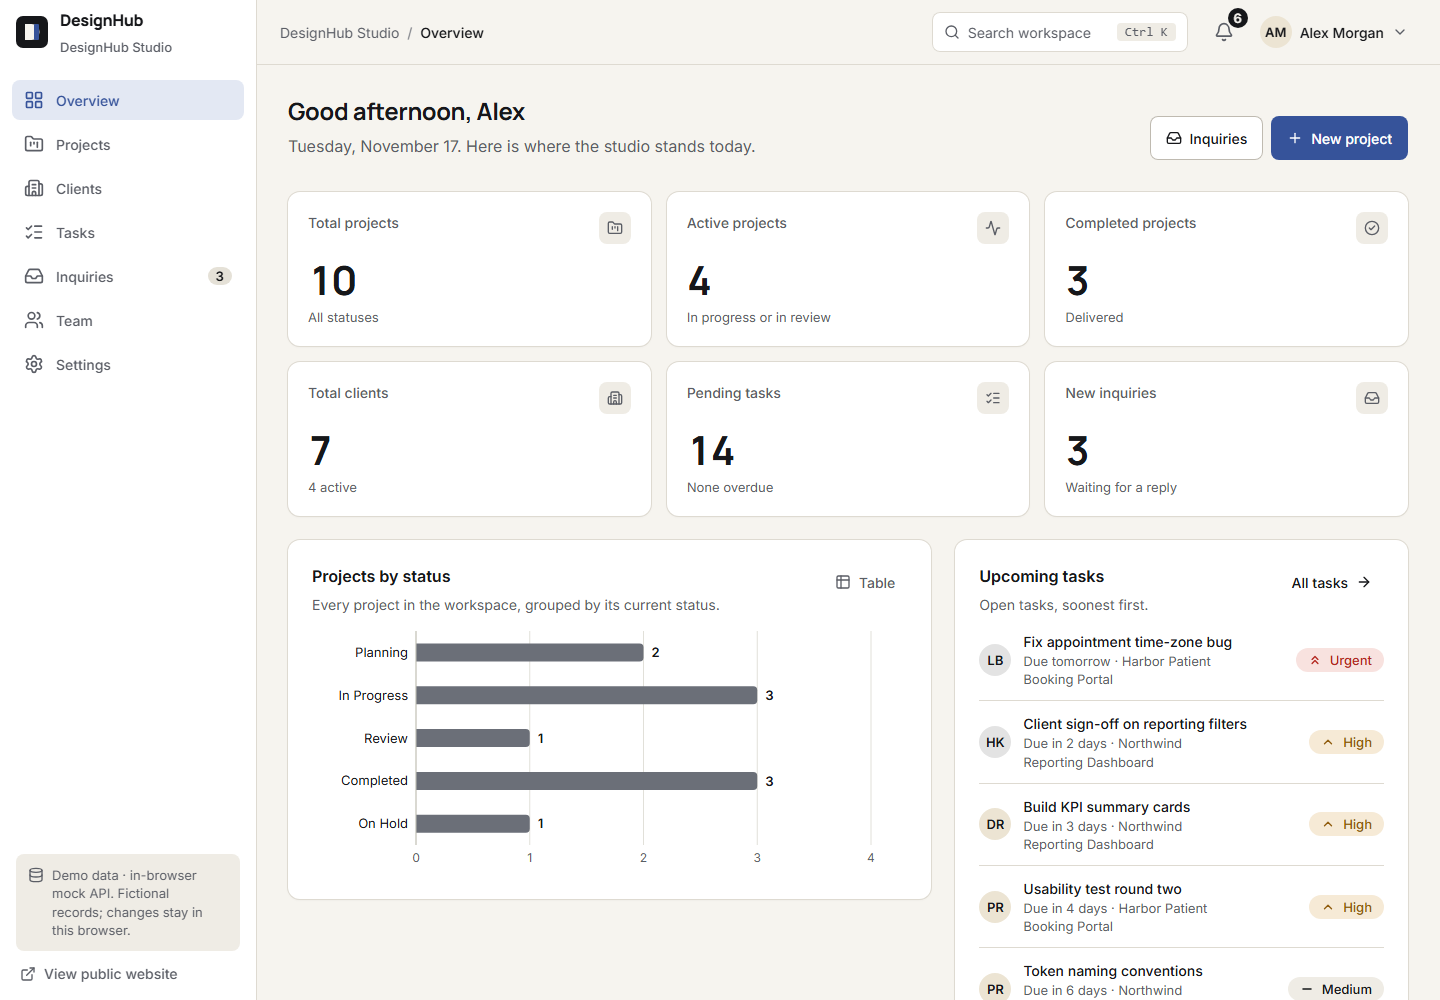 DesignHub
DesignHub Studio
Overview
Projects
Clients
Tasks
Inquiries 3
Team
Settings
Demo data · in-browser
mock API. Fictional
records; changes stay in
this browser.
View public website
DesignHub Studio / Overview
Search workspace Ctrl K
6
AM Alex Morgan
Good afternoon, Alex
Tuesday, November 17. Here is where the studio stands today.
Inquiries
+ New project
Total projects
10
All statuses
Active projects
4
In progress or in review
Completed projects
3
Delivered
Total clients
7
4 active
Pending tasks
14
None overdue
New inquiries
3
Waiting for a reply
Projects by status
Every project in the workspace, grouped by its current status.
Table
Planning 2
In Progress 3
Review 1
Completed 3
On Hold 1
0 1 2 3 4
Upcoming tasks
Open tasks, soonest first.
All tasks
LB
Fix appointment time-zone bug
Due tomorrow · Harbor Patient
Booking Portal
Urgent
HK
Client sign-off on reporting filters
Due in 2 days · Northwind
Reporting Dashboard
High
DR
Build KPI summary cards
Due in 3 days · Northwind
Reporting Dashboard
High
PR
Usability test round two
Due in 4 days · Harbor Patient
Booking Portal
High
PR
Token naming conventions
Due in 6 days · Northwind
Medium